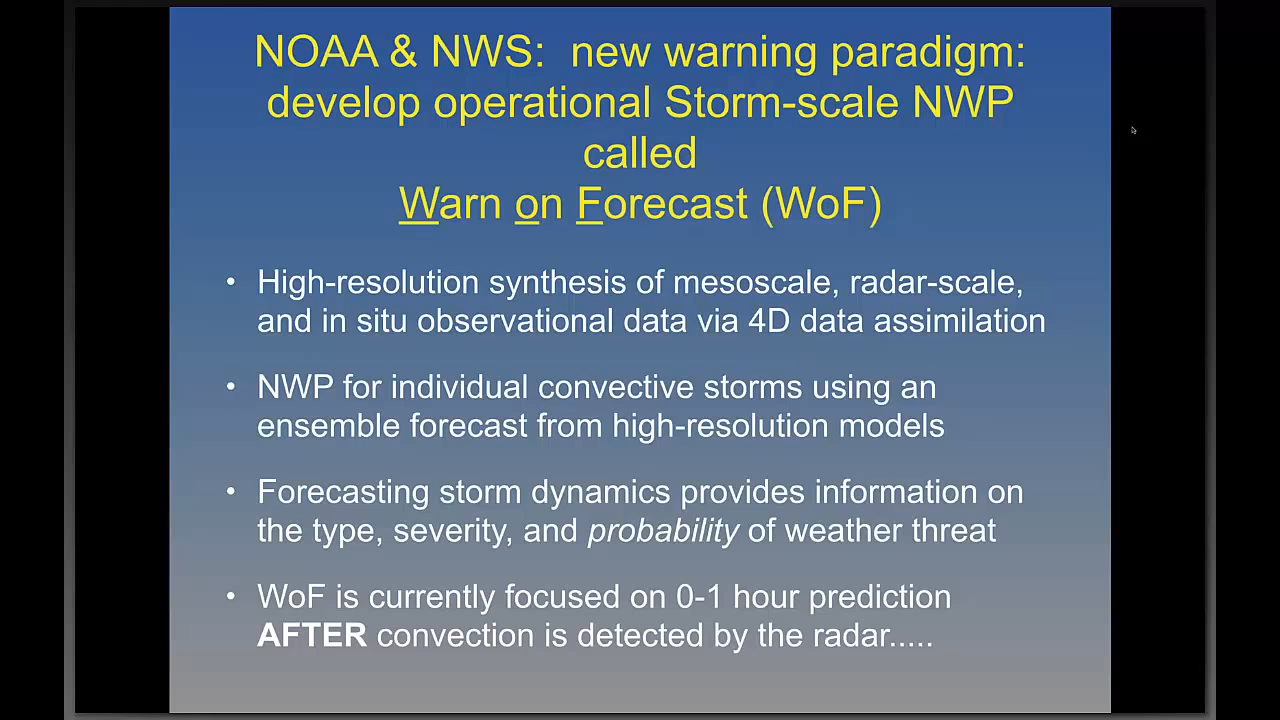 NOAA & NWS:  new warning paradigm:
develop operational Storm-scale NWP
called
Warn on Forecast (WoF)
• High-resolution synthesis of mesoscale, radar-scale,
and in situ observational data via 4D data assimilation
• NWP for individual convective storms using an
ensemble forecast from high-resolution models
• Forecasting storm dynamics provides information on
the type, severity, and probability of weather threat
• WoF is currently focused on 0-1 hour prediction
AFTER convection is detected by the radar.....